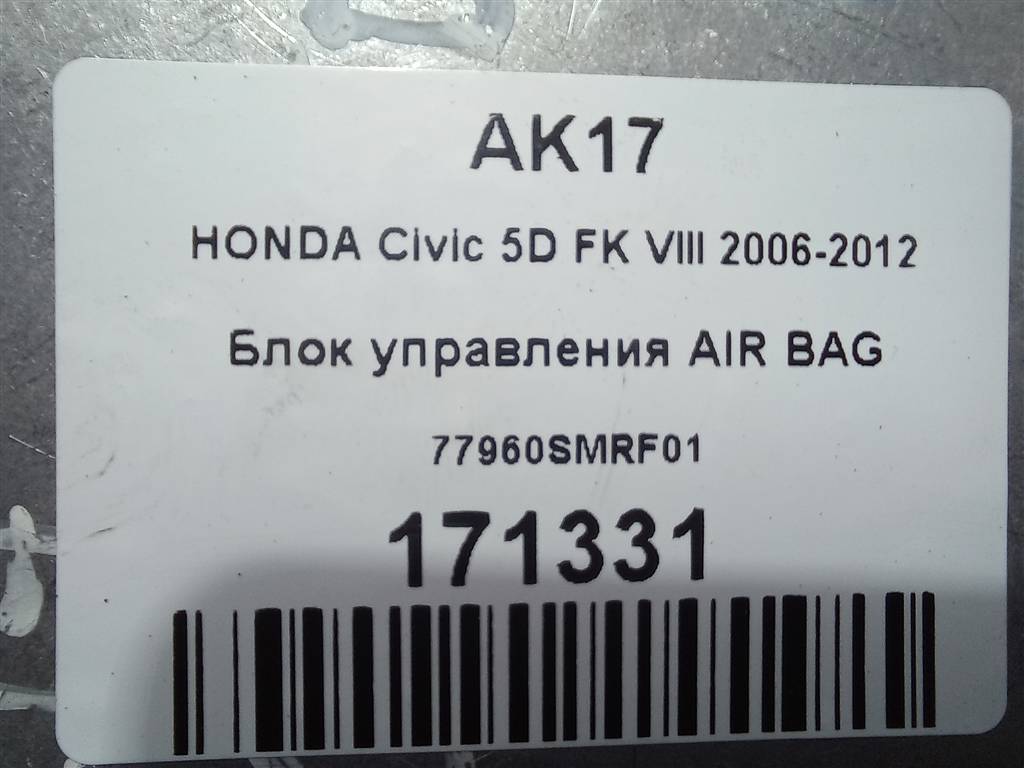 AK17
HONDA Civic 5D FK VIII 2006-2012
Блок управления AIR BAG
77960SMRF01
171331